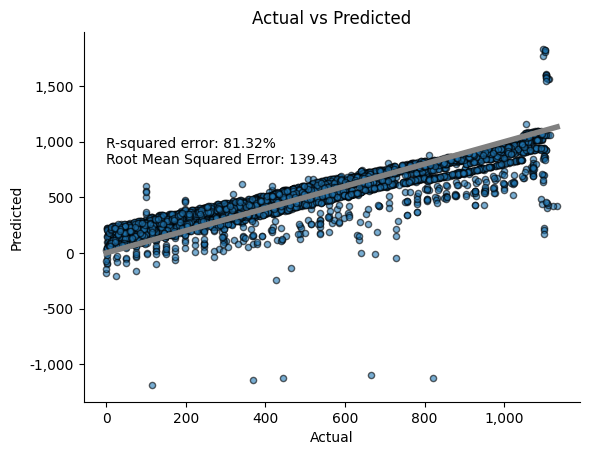 Actual vs Predicted
1,500
1,000
R-squared error: 81.32%
Root Mean Squared Error: 139.43
500
0
-500
-1,000
Predicted
0
200
400
600
800
1,000
Actual